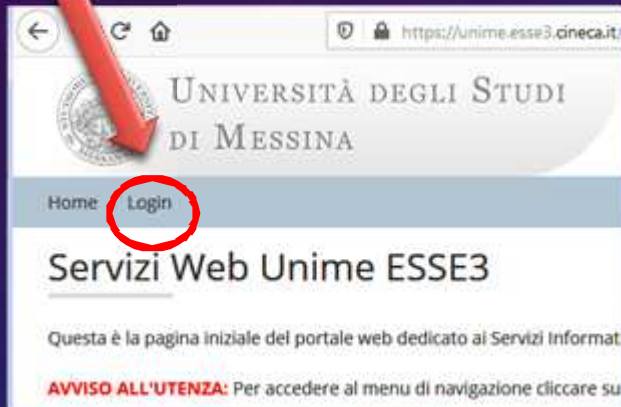 https://unime.esse3.cineca.it
UNIVERSITÀ DEGLI STUDI
DI MESSINA
Home Login
Servizi Web Unime ESSE3
Questa è la pagina iniziale del portale web dedicato ai Servizi Informat
AVVISO ALL'UTENZA: Per accedere al menu di navigazione cliccare su